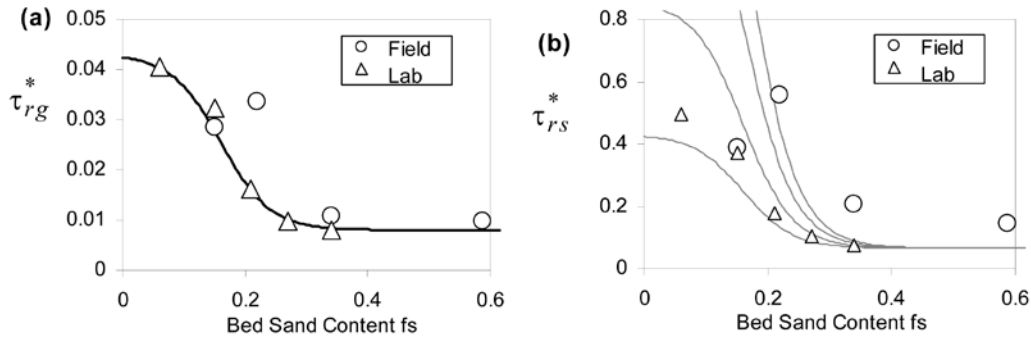 (a)
0.05
0.04
0.03
0.02
0.01
0
τ*rg
Field
Lab
0 0.2 0.4 0.6
Bed Sand Content fs
(b)
0.8
0.6
0.4
0.2
0
τ*rs
Field
Lab
0 0.2 0.4 0.6
Bed Sand Content fs